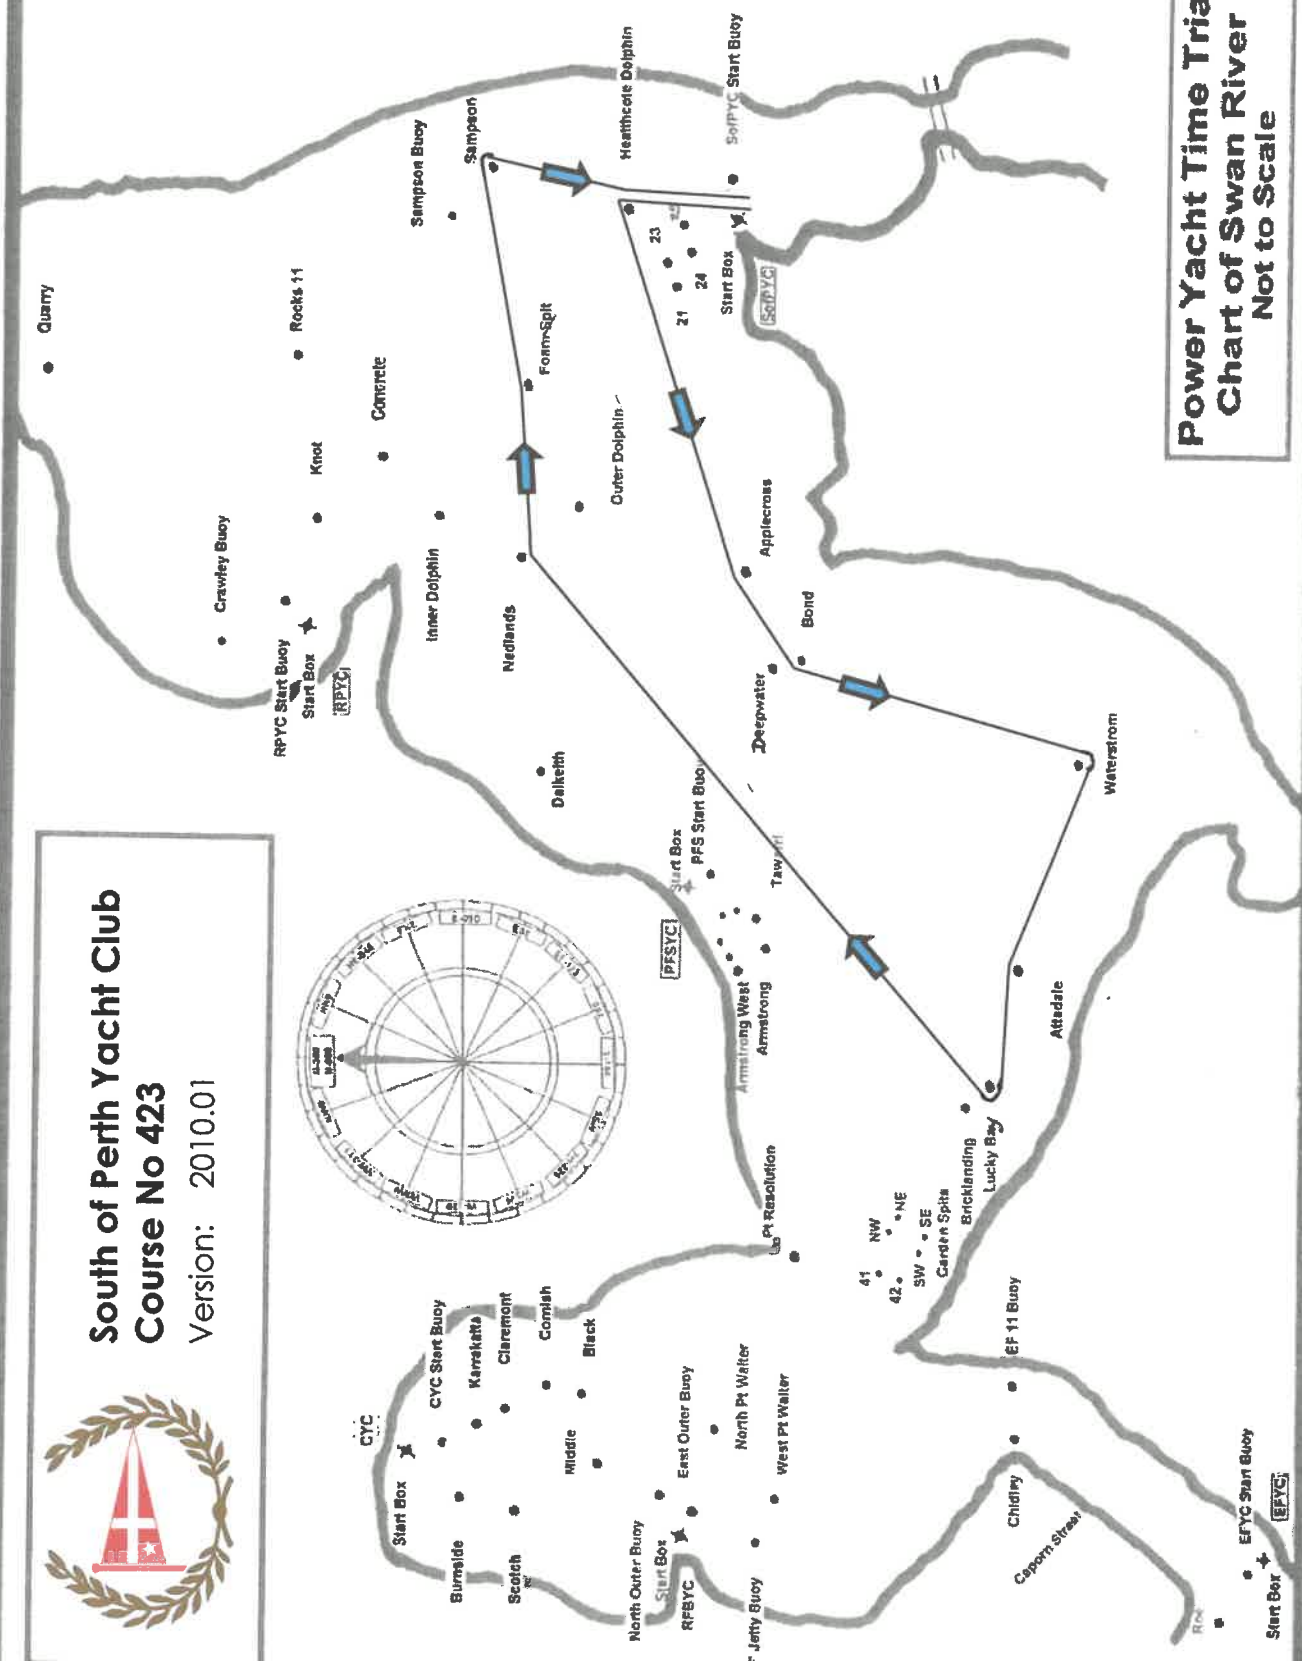 South of Perth Yacht Club
Course No 423
Version: 2010.01
Power Yacht Time Tria
Chart of Swan River
Not to Scale
Quarry
Rocks 11
Knot
Concrete
Crawley Buoy
RPYC Start Buoy
Start Box
RPYC
Inner Dolphin
Nedlands
Outer Dolphin
Sampson Buoy
Sampson
Heathcote Dolphin
SofPYC Start Buoy
23
21
24
Start Box
SofPYC
Applecross
Bond
Deepwater
Dalkeith
Start Box
PFS Start Buoy
PFSYC
Armstrong West
Armstrong
Waterstrom
Attadale
Lucky Bay
Bricklanding
Pt Resolution
NW
NE
41
42
SW
SE
Garden Spits
CYC
Start Box
CYC Start Buoy
Karrakatta
Claremont
Cornish
Black
Middle
Burnside
Scotch
North Outer Buoy
Start Box
RFBYC
East Outer Buoy
North Pt Walter
West Pt Walter
Jetty Buoy
EF 11 Buoy
Chidley
Caporn Street
Roe
EFYC Start Buoy
Start Box
EFYC